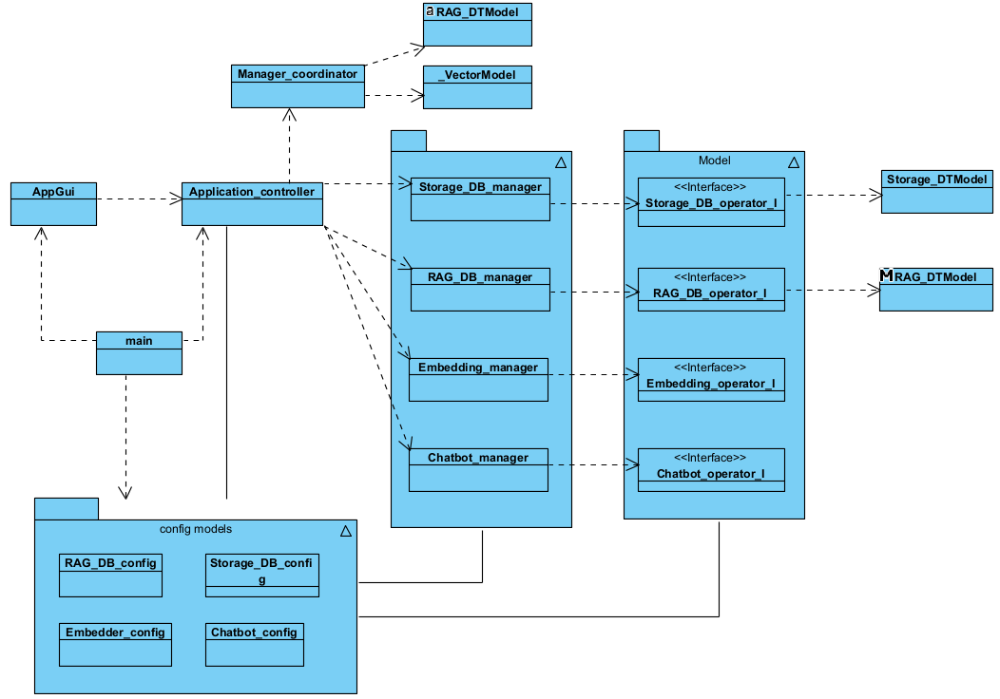 a RAG_DTModel
Manager_coordinator
_VectorModel
Model
AppGui
Application_controller
Storage_DB_manager
<<Interface>>
Storage_DB_operator_I
Storage_DTModel
RAG_DB_manager
<<Interface>>
RAG_DB_operator_I
M RAG_DTModel
main
Embedding_manager
<<Interface>>
Embedding_operator_I
Chatbot_manager
<<Interface>>
Chatbot_operator_I
config models
RAG_DB_config
Storage_DB_confi
g
Embedder_config
Chatbot_config